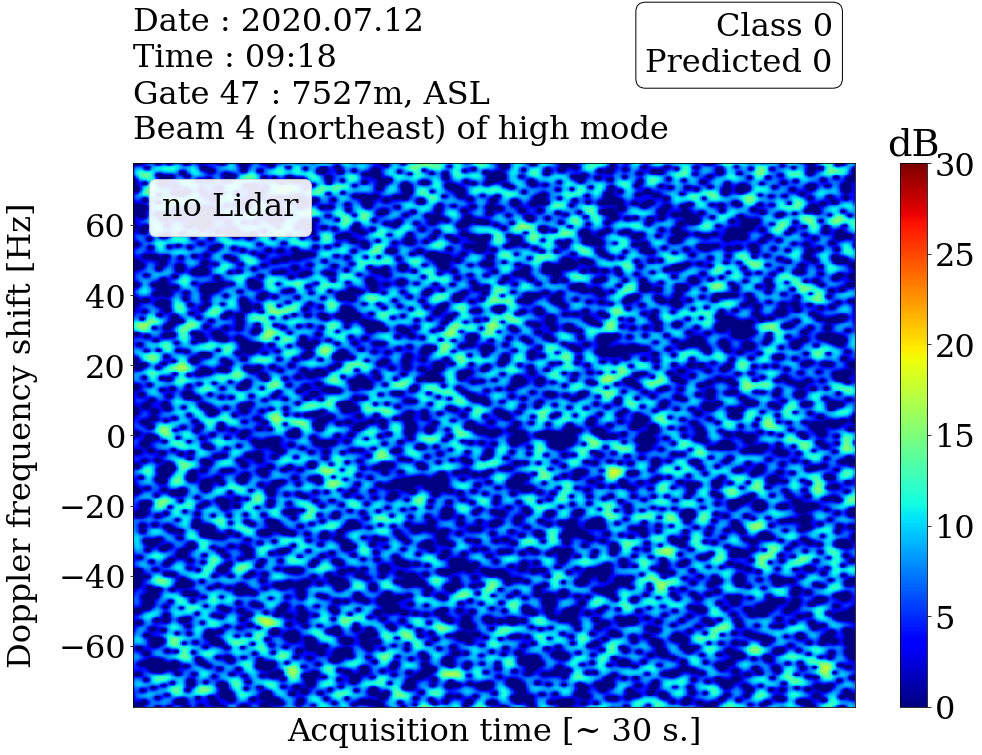 Date : 2020.07.12
Time : 09:18
Gate 47 : 7527m, ASL
Beam 4 (northeast) of high mode
Class 0
Predicted 0
dB
no Lidar
Doppler frequency shift [Hz]
60
40
20
0
−20
−40
−60
30
25
20
15
10
5
0
Acquisition time [~ 30 s.]